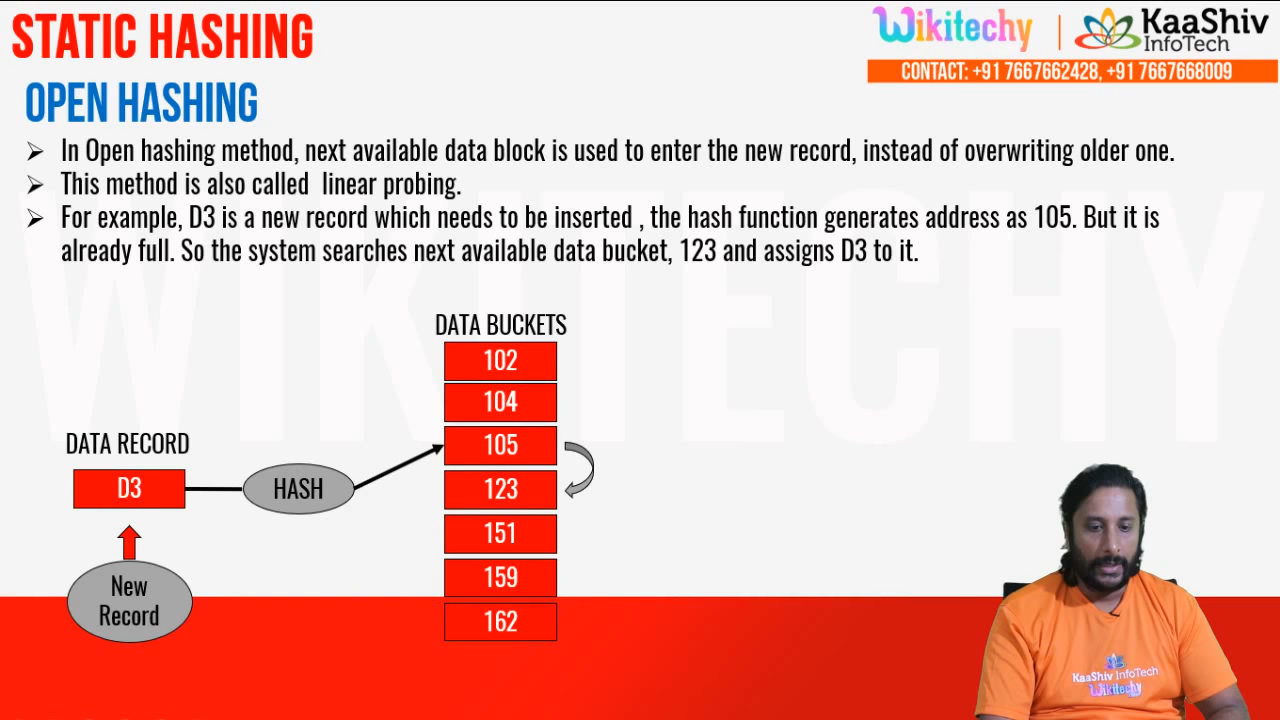 STATIC HASHING
Wikitechy
KaaShiv
InfoTech
CONTACT: +91 7667662428, +91 7667668009
OPEN HASHING
➢ In Open hashing method, next available data block is used to enter the new record, instead of overwriting older one.
➢ This method is also called linear probing.
➢ For example, D3 is a new record which needs to be inserted , the hash function generates address as 105. But it is
already full. So the system searches next available data bucket, 123 and assigns D3 to it.
WIKITECHY
DATA BUCKETS
102
104
105
123
151
159
162
DATA RECORD
D3
HASH
New
Record
KaaShiv InfoTech
Wikitechy